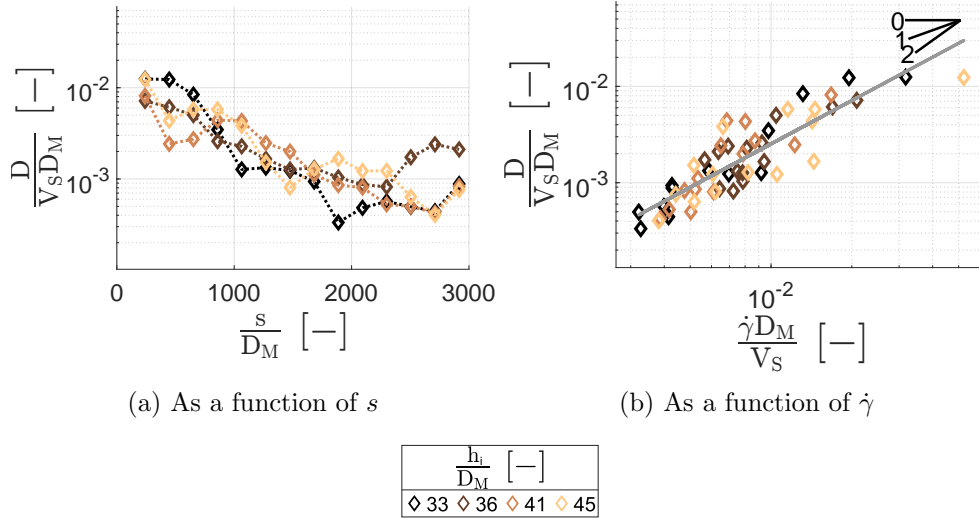 D
V_S D_M
[—]
10^-2
10^-3
0
1000
2000
3000
s
D_M
[—]
(a) As a function of s
D
V_S D_M
[—]
10^-2
10^-3
0
1
2
10^-2
γ̇D_M
V_S
[—]
(b) As a function of γ̇
h_i
D_M
[—]
33 36 41 45